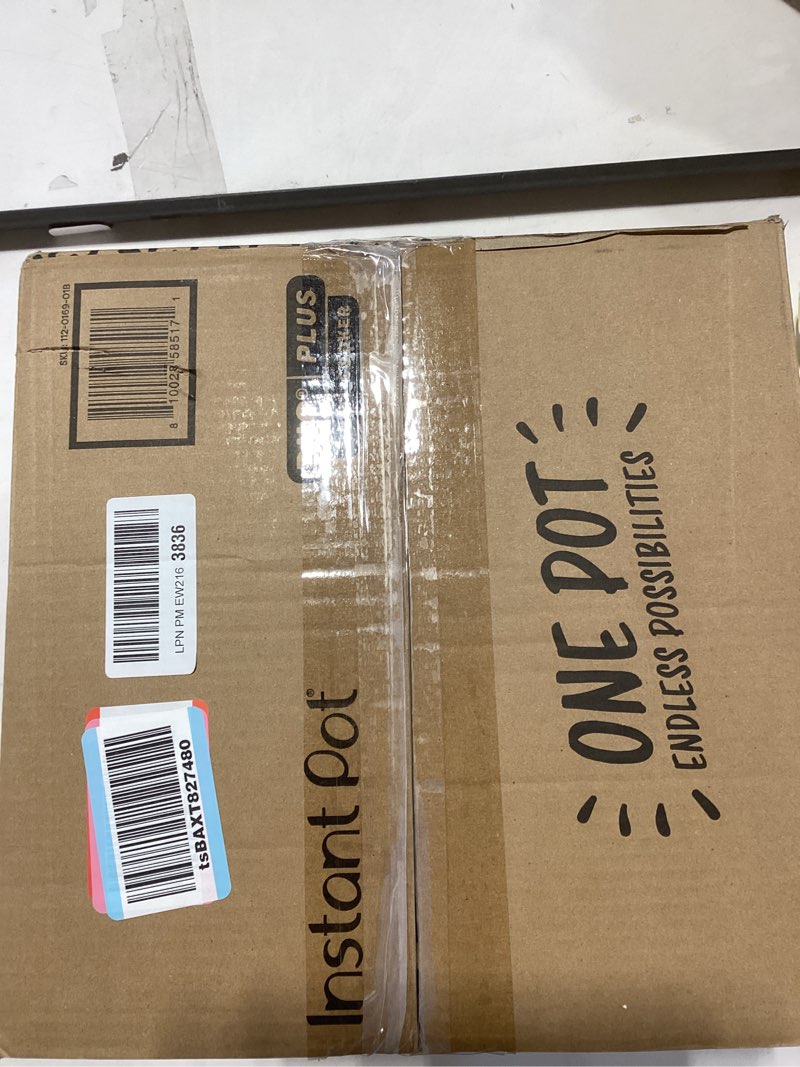 SKU: 112-0169-01B
8 10028 58517 1
PLUS
LPN PM EW216 3836
tsBAXT827480
Instant Pot®
ONE POT
ENDLESS POSSIBILITIES